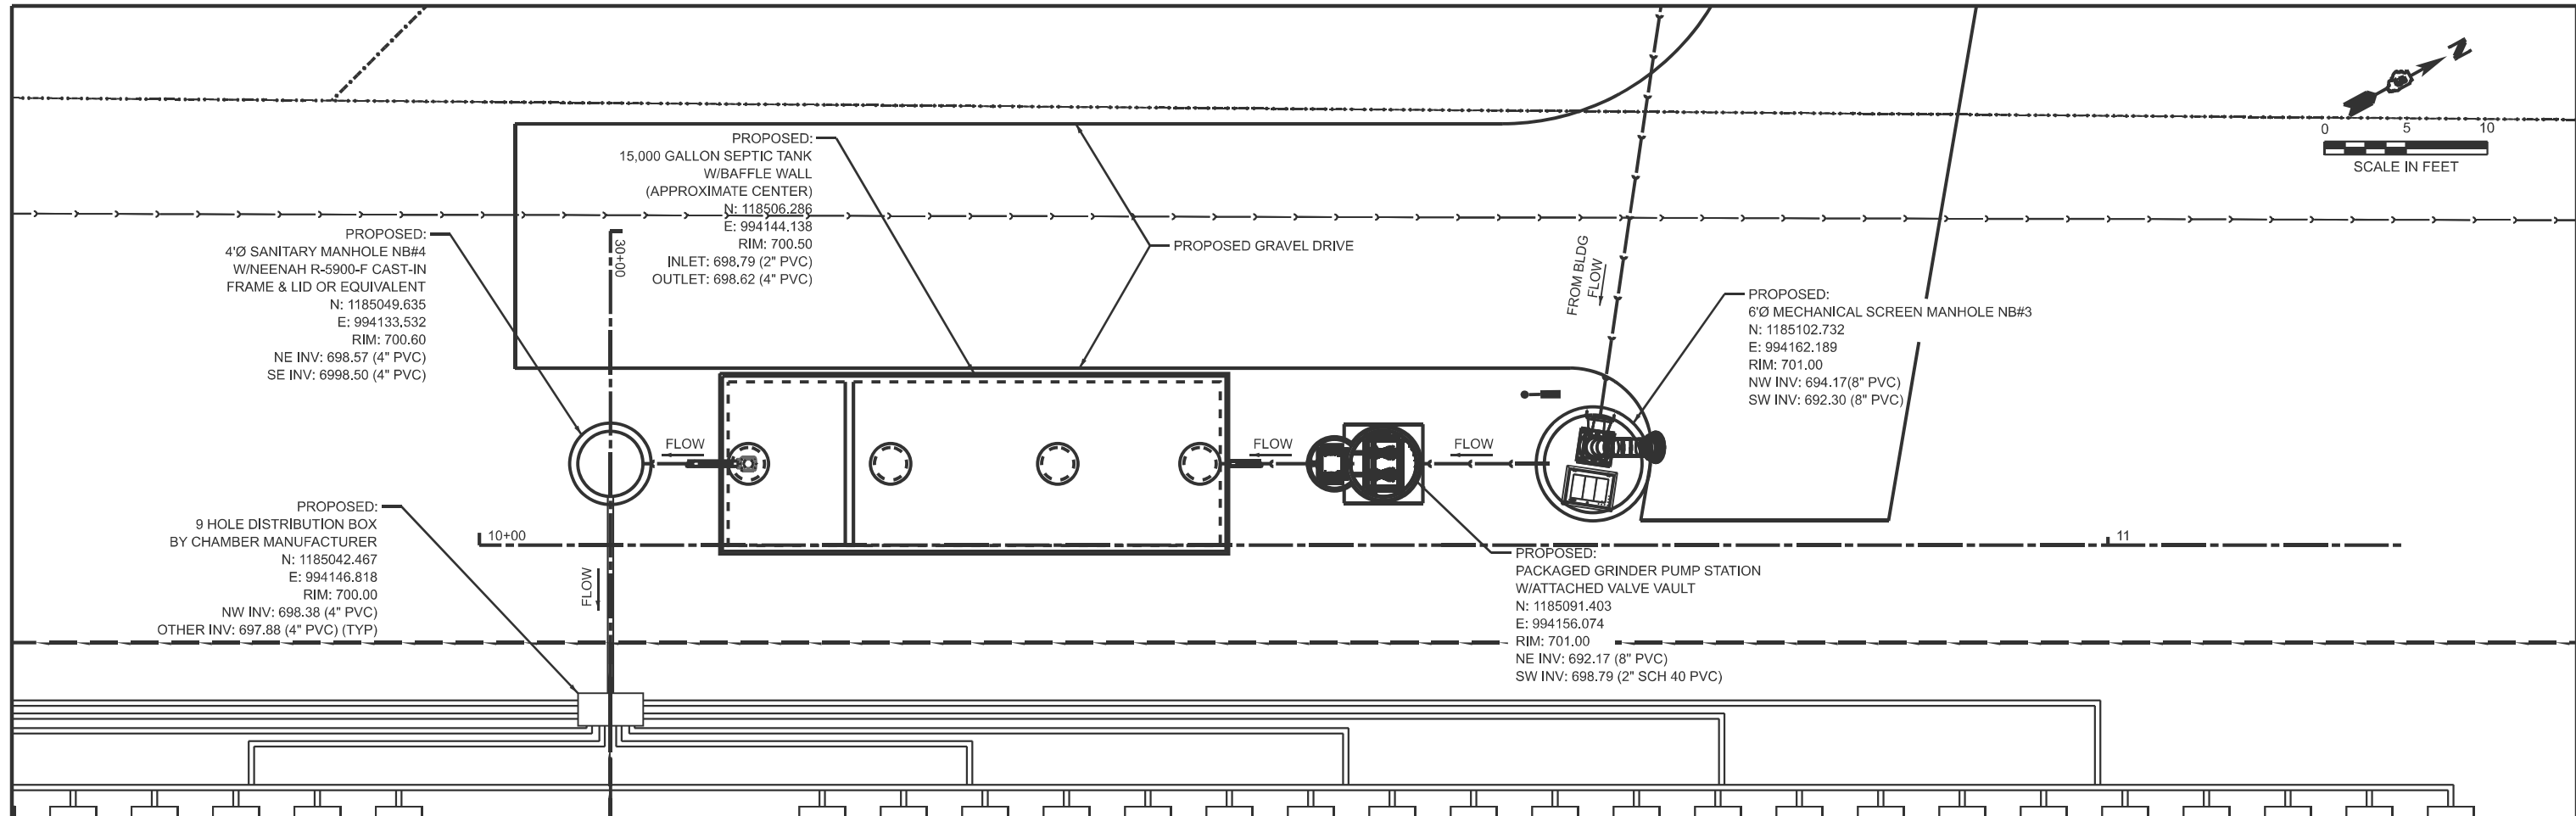 N
0 5 10
SCALE IN FEET
PROPOSED:
15,000 GALLON SEPTIC TANK
W/BAFFLE WALL
(APPROXIMATE CENTER)
N: 118506.286
E: 994144.138
RIM: 700.50
INLET: 698.79 (2" PVC)
OUTLET: 698.62 (4" PVC)
PROPOSED:
4'Ø SANITARY MANHOLE NB#4
W/NEENAH R-5900-F CAST-IN
FRAME & LID OR EQUIVALENT
N: 1185049.635
E: 994133.532
RIM: 700.60
NE INV: 698.57 (4" PVC)
SE INV: 6998.50 (4" PVC)
30+00
PROPOSED GRAVEL DRIVE
FROM BLDG
FLOW
PROPOSED:
6'Ø MECHANICAL SCREEN MANHOLE NB#3
N: 1185102.732
E: 994162.189
RIM: 701.00
NW INV: 694.17(8" PVC)
SW INV: 692.30 (8" PVC)
FLOW
FLOW
FLOW
PROPOSED:
9 HOLE DISTRIBUTION BOX
BY CHAMBER MANUFACTURER
N: 1185042.467
E: 994146.818
RIM: 700.00
NW INV: 698.38 (4" PVC)
OTHER INV: 697.88 (4" PVC) (TYP)
10+00
11
FLOW
PROPOSED:
PACKAGED GRINDER PUMP STATION
W/ATTACHED VALVE VAULT
N: 1185091.403
E: 994156.074
RIM: 701.00
NE INV: 692.17 (8" PVC)
SW INV: 698.79 (2" SCH 40 PVC)